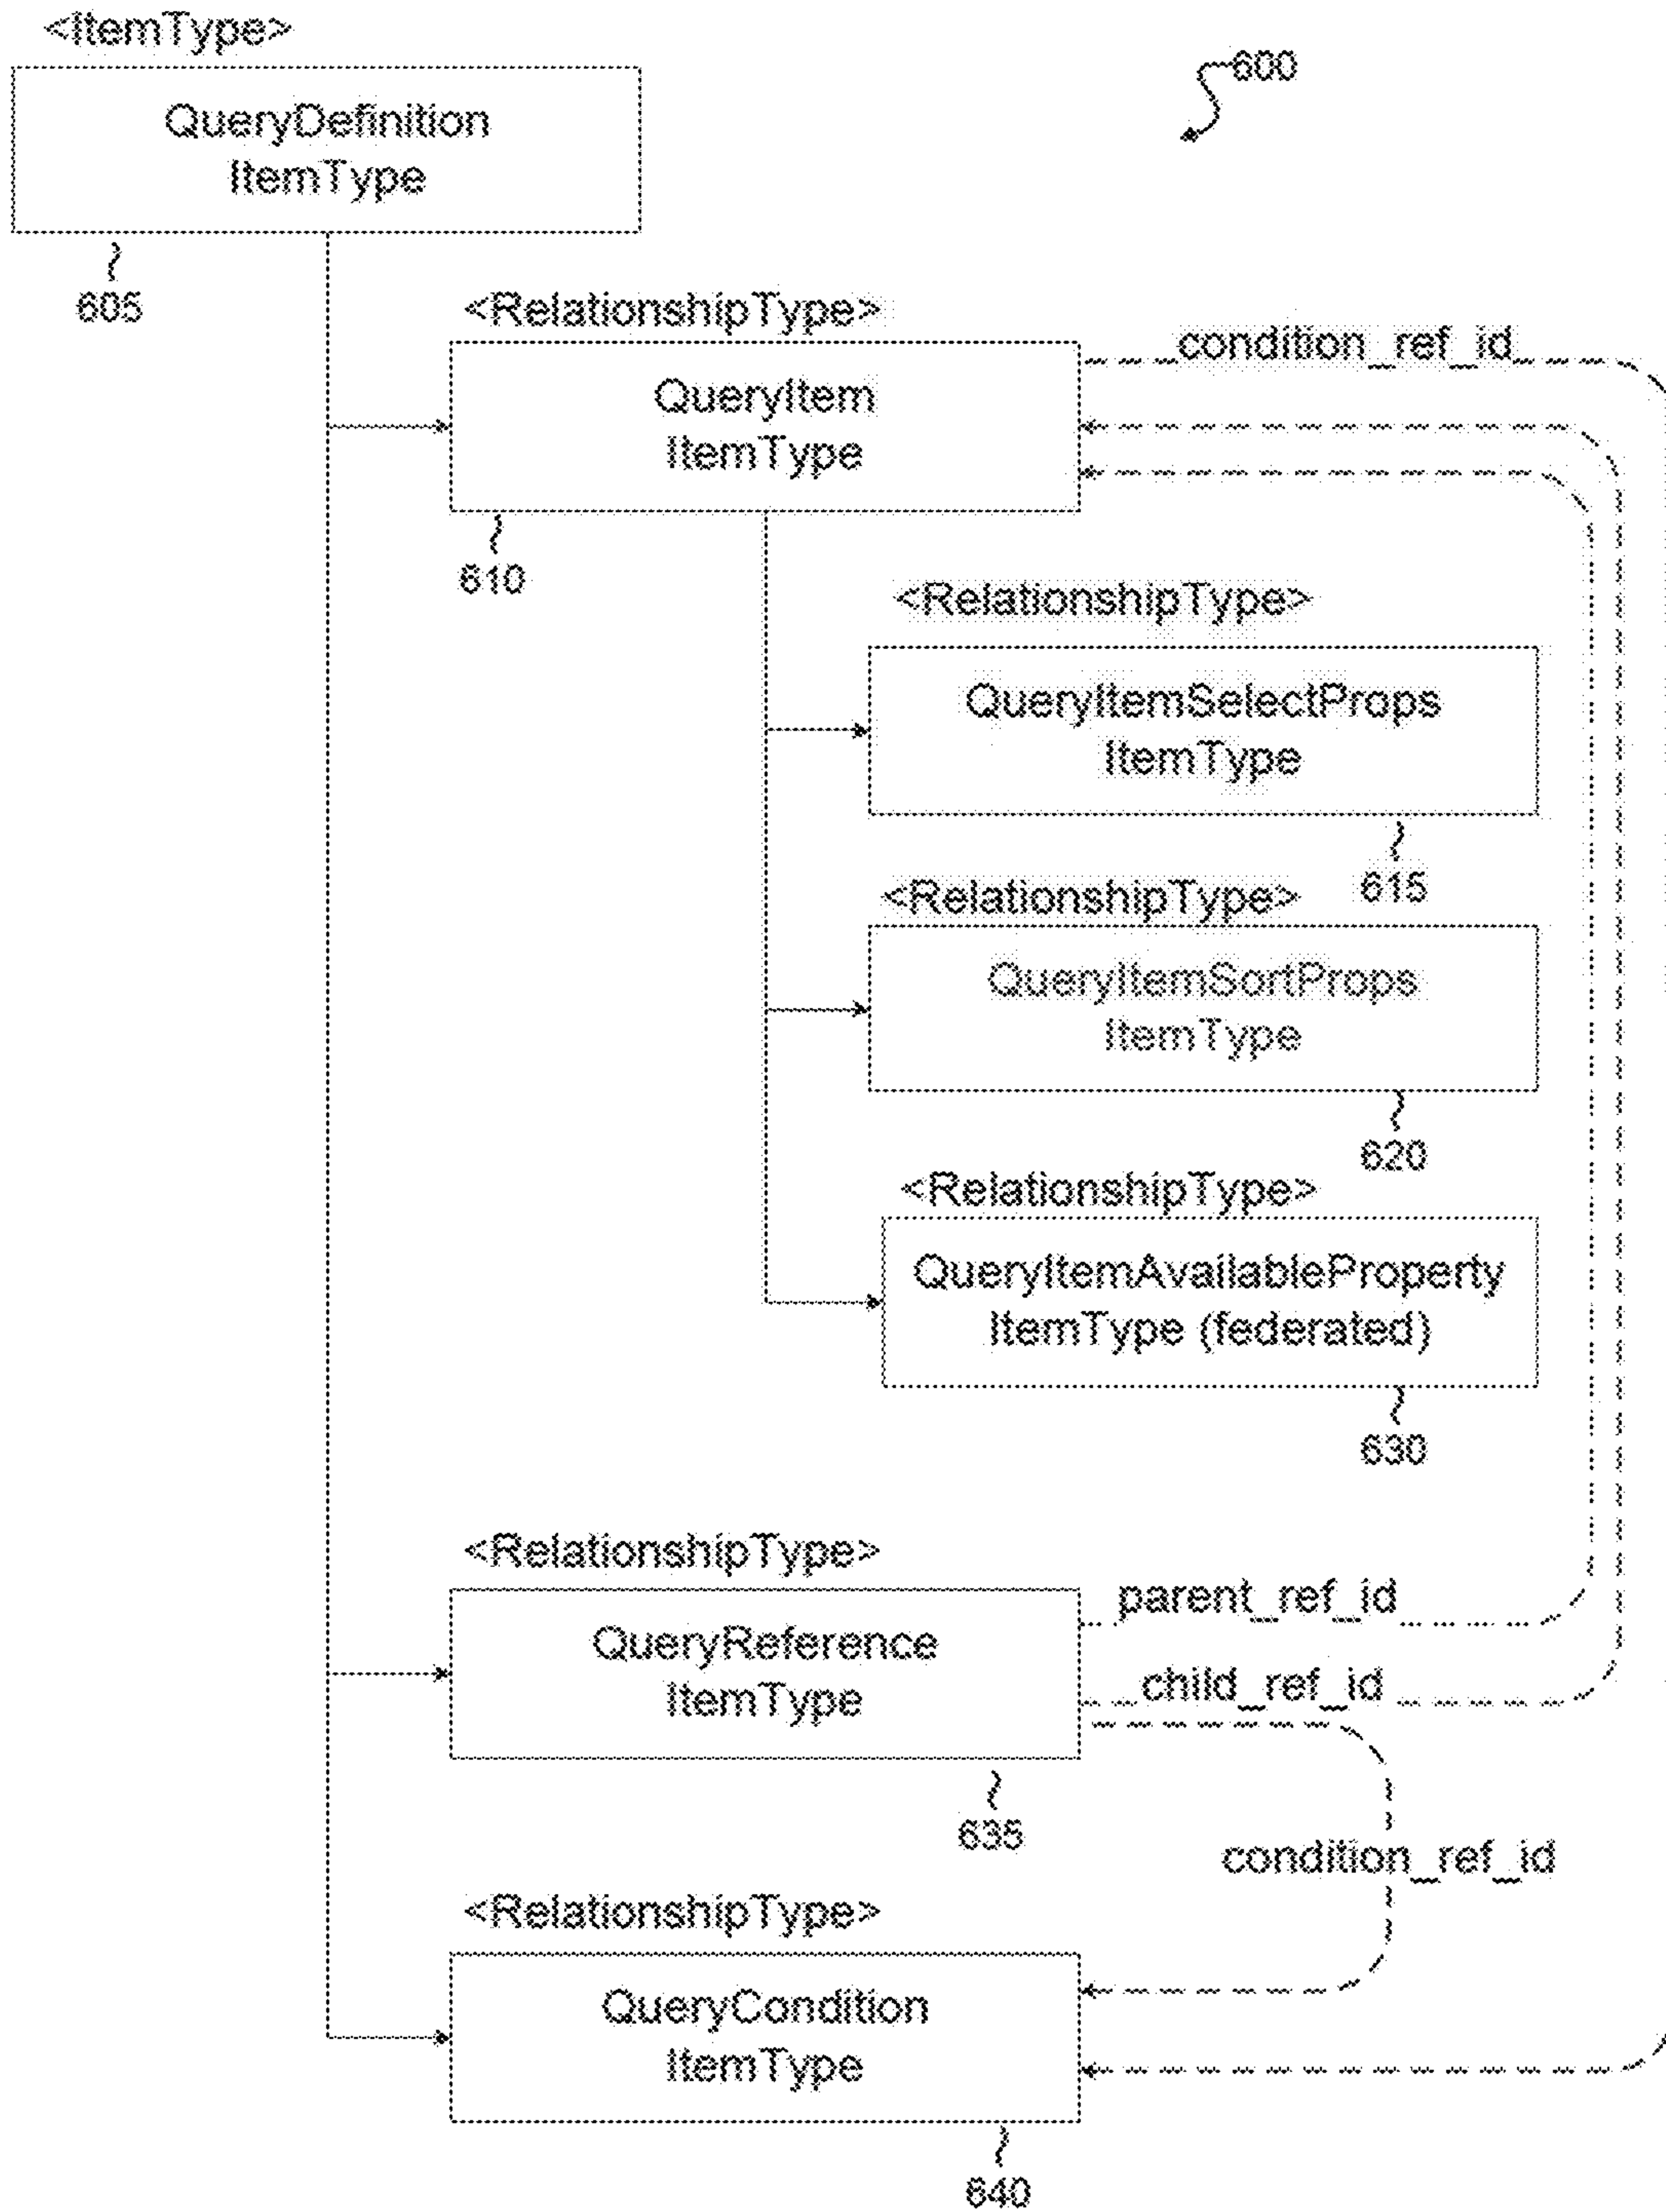 <ItemType>
600
QueryDefinition
ItemType
605
<RelationshipType>
condition_ref_id
QueryItem
ItemType
610
<RelationshipType>
QueryItemSelectProps
ItemType
615
<RelationshipType>
QueryItemSortProps
ItemType
620
<RelationshipType>
QueryItemAvailableProperty
ItemType (federated)
630
<RelationshipType>
parent_ref_id
QueryReference
ItemType
child_ref_id
635
condition_ref_id
<RelationshipType>
QueryCondition
ItemType
640